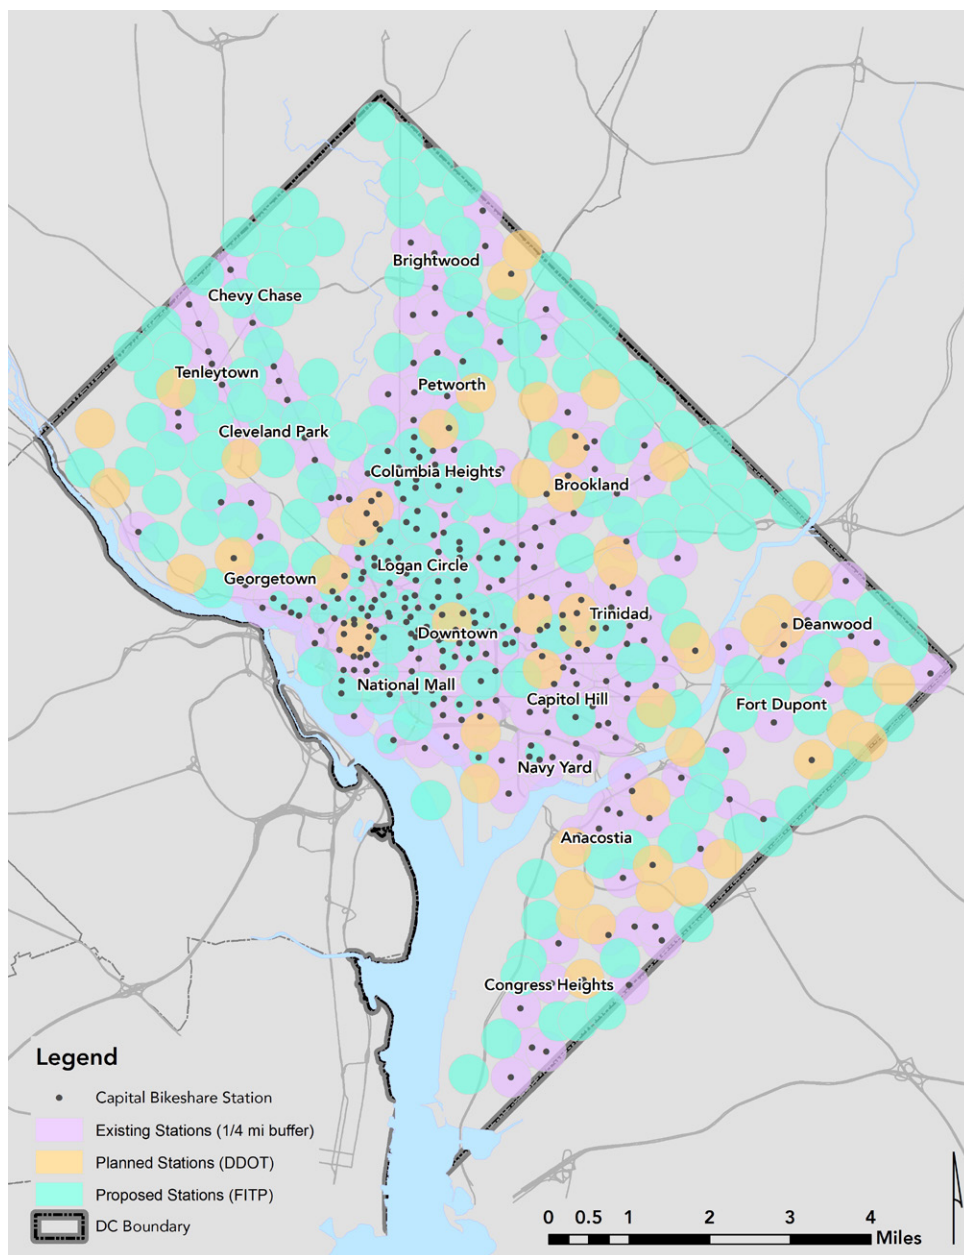 Brightwood
Chevy Chase
Tenleytown
Petworth
Cleveland Park
Columbia Heights
Brookland
Logan Circle
Georgetown
Trinidad
Deanwood
Downtown
National Mall
Capitol Hill
Fort Dupont
Navy Yard
Anacostia
Congress Heights
Legend
Capital Bikeshare Station
Existing Stations (1/4 mi buffer)
Planned Stations (DDOT)
Proposed Stations (FITP)
DC Boundary
0 0.5 1 2 3 4
Miles